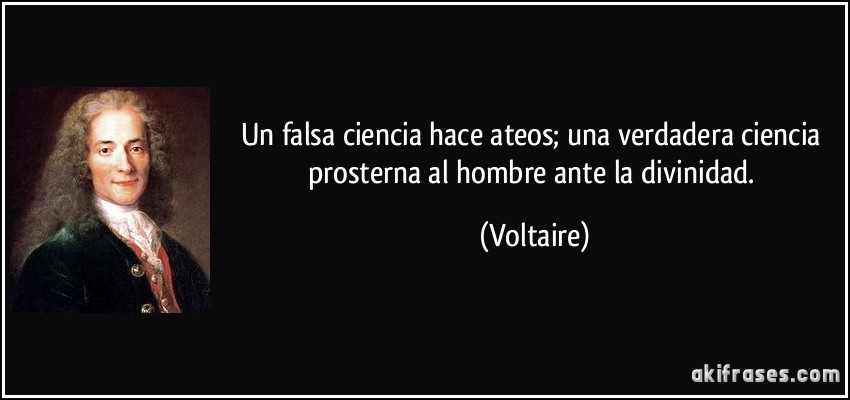 Un falsa ciencia hace ateos; una verdadera ciencia
prosterna al hombre ante la divinidad.
(Voltaire)
akifrases.com